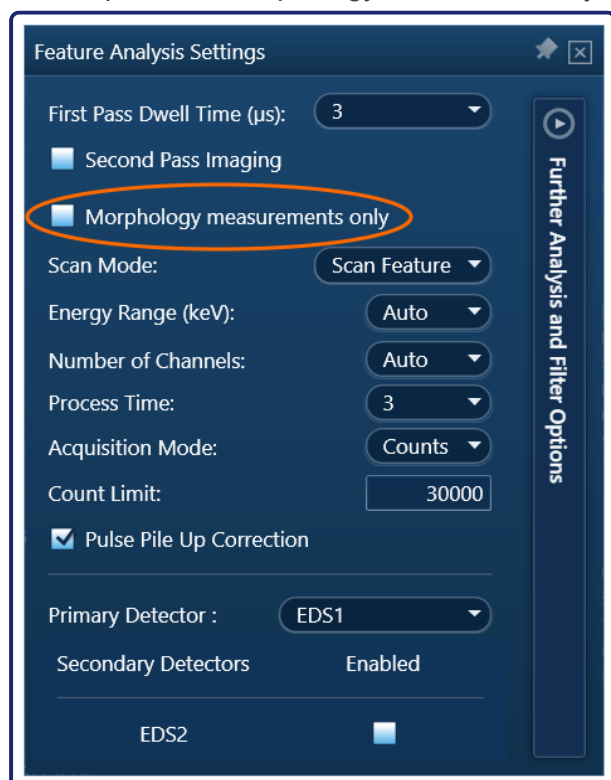 Feature Analysis Settings
First Pass Dwell Time (µs): 3
Second Pass Imaging
Morphology measurements only
Scan Mode: Scan Feature
Energy Range (keV): Auto
Number of Channels: Auto
Process Time: 3
Acquisition Mode: Counts
Count Limit: 30000
Pulse Pile Up Correction
Primary Detector : EDS1
Secondary Detectors Enabled
EDS2
Further Analysis and Filter Options